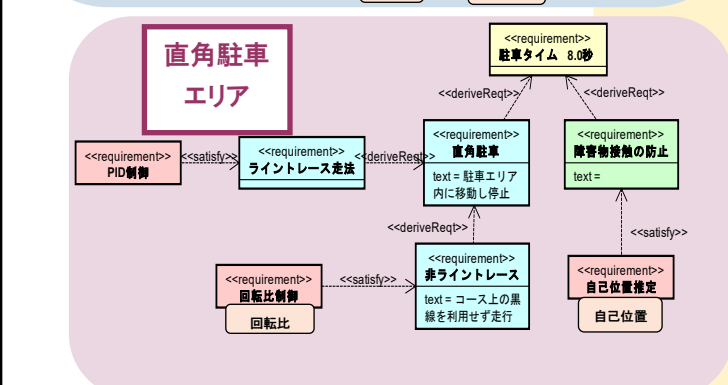 直角駐車
エリア
<<requirement>>
駐車タイム 8.0秒
<<deriveReqt>>
<<deriveReqt>>
<<requirement>>
PID制御
<<satisfy>>
<<requirement>>
ライントレース走法
<<deriveReqt>>
<<requirement>>
直角駐車
text = 駐車エリア
内に移動し停止
<<requirement>>
障害物接触の防止
text =
<<deriveReqt>>
<<satisfy>>
<<requirement>>
回転比制御
回転比
<<satisfy>>
<<requirement>>
非ライントレース
text = コース上の黒
線を利用せず走行
<<requirement>>
自己位置推定
自己位置